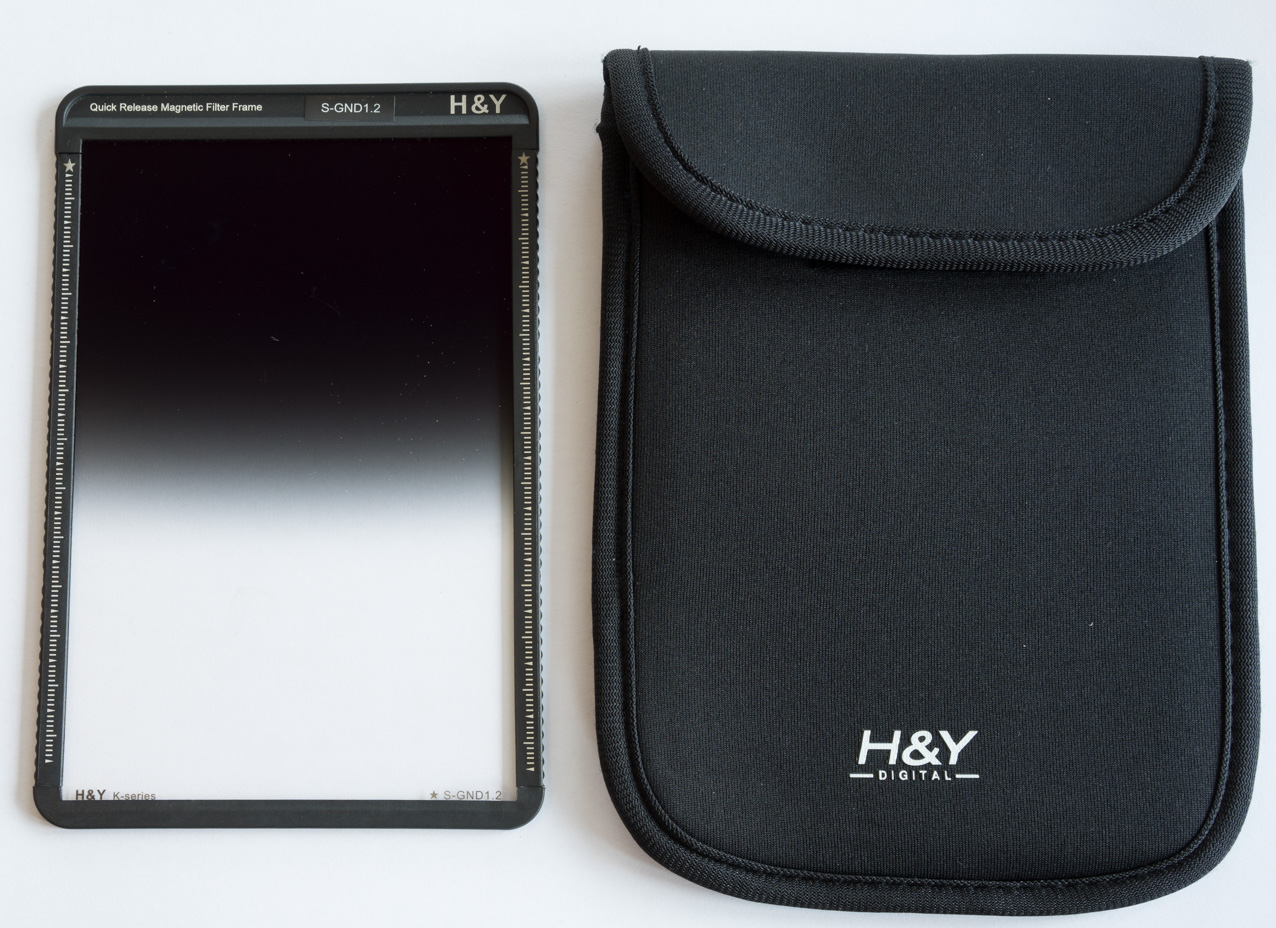 Quick Release Magnetic Filter Frame S-GND1.2 H&Y
H&Y K-series ★ S-GND1.2
H&Y
DIGITAL